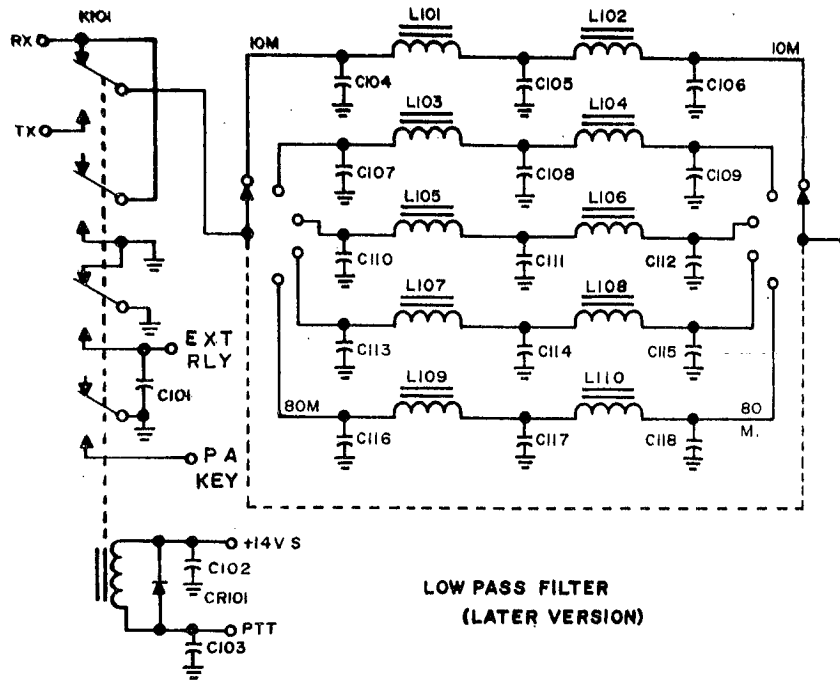 K101
RX
TX
EXT
RLY
C101
PA
KEY
+14V S
C102
CR101
PTT
C103
10M
L101
L102
10M
C104
C105
C106
L103
L104
C107
C108
C109
L105
L106
C110
C111
C112
L107
L108
C113
C114
C115
80M
L109
L110
80
M.
C116
C117
C118
LOW PASS FILTER
(LATER VERSION)